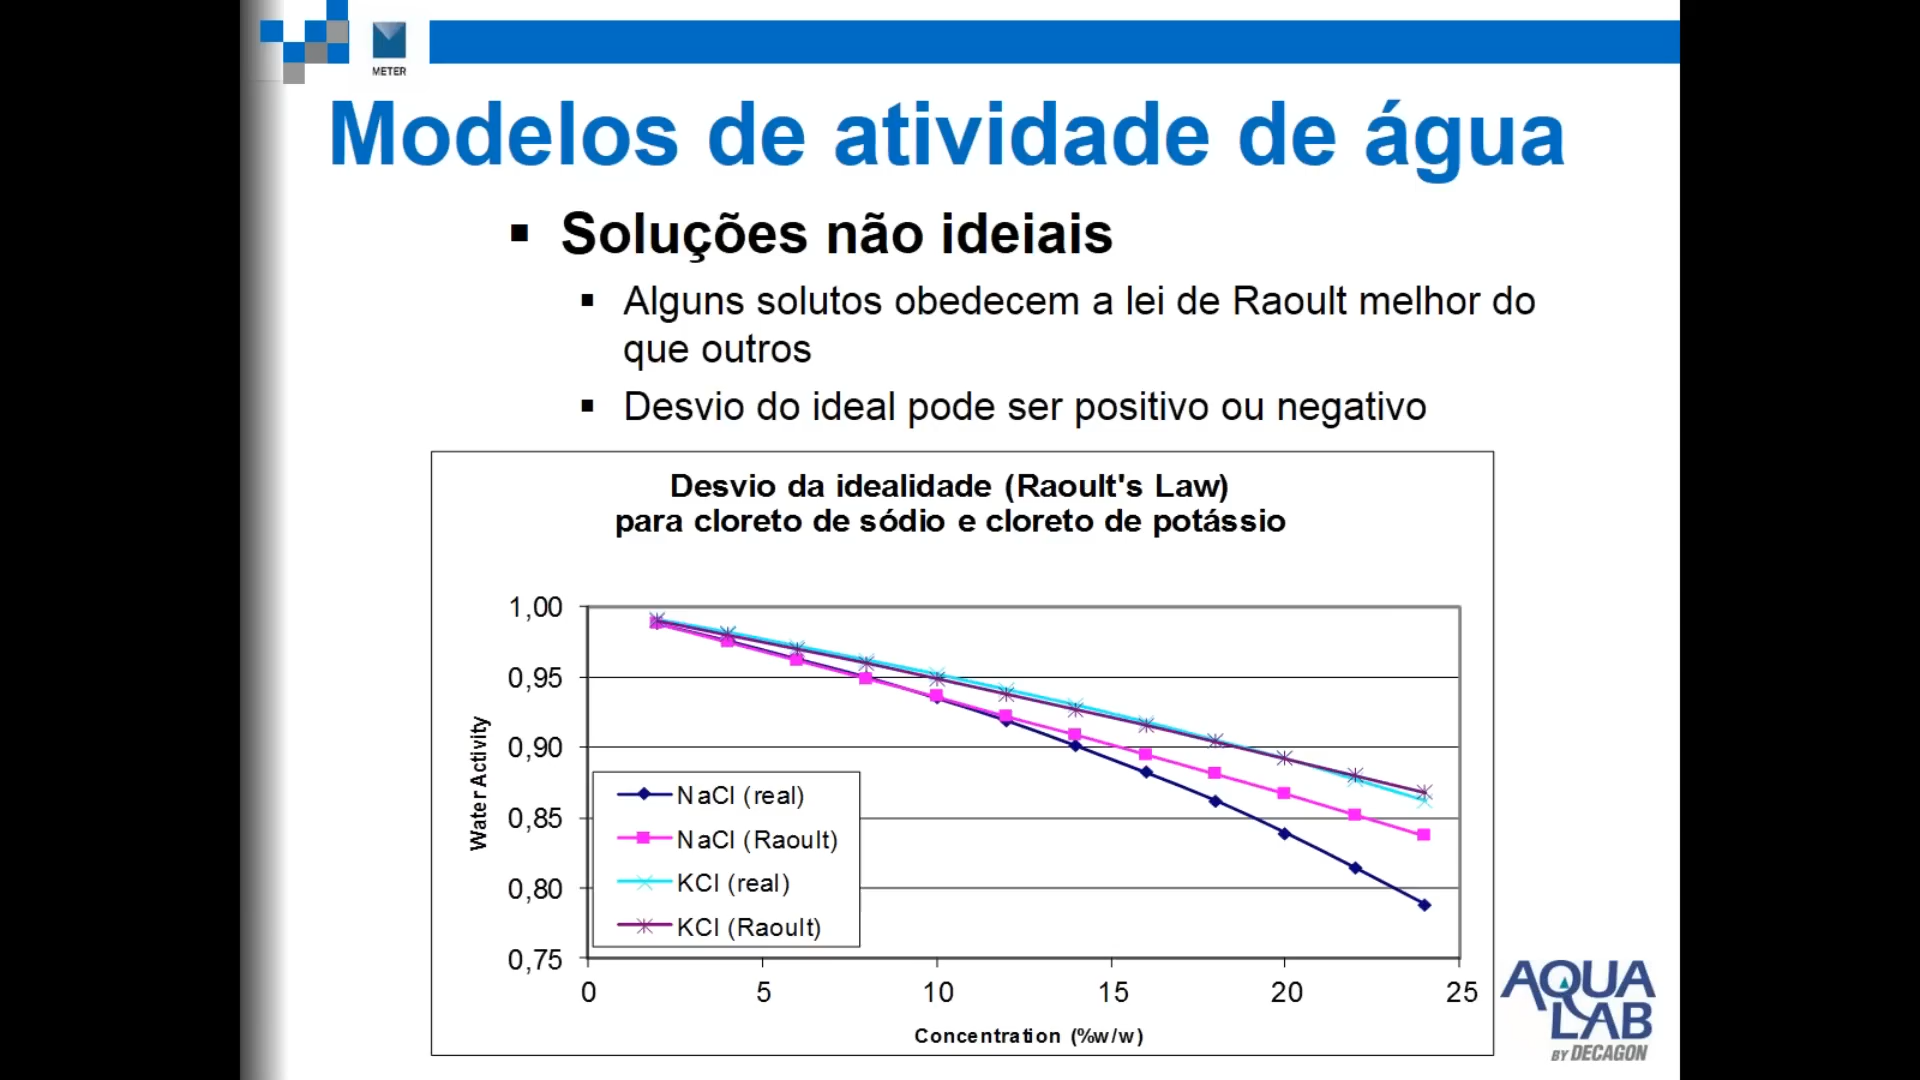 METER
Modelos de atividade de água
▪ Soluções não ideiais
▪ Alguns solutos obedecem a lei de Raoult melhor do
que outros
▪ Desvio do ideal pode ser positivo ou negativo
Desvio da idealidade (Raoult's Law)
para cloreto de sódio e cloreto de potássio
1,00
0,95
0,90
0,85
0,80
0,75
Water Activity
NaCl (real)
NaCl (Raoult)
KCl (real)
KCl (Raoult)
0 5 10 15 20 25
Concentration (%w/w)
AQUA
LAB
BY DECAGON